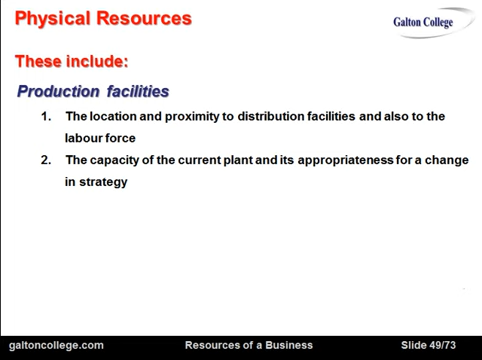 Physical Resources
Galton College
These include:
Production facilities
1. The location and proximity to distribution facilities and also to the
labour force
2. The capacity of the current plant and its appropriateness for a change
in strategy
galtoncollege.com Resources of a Business Slide 49/73